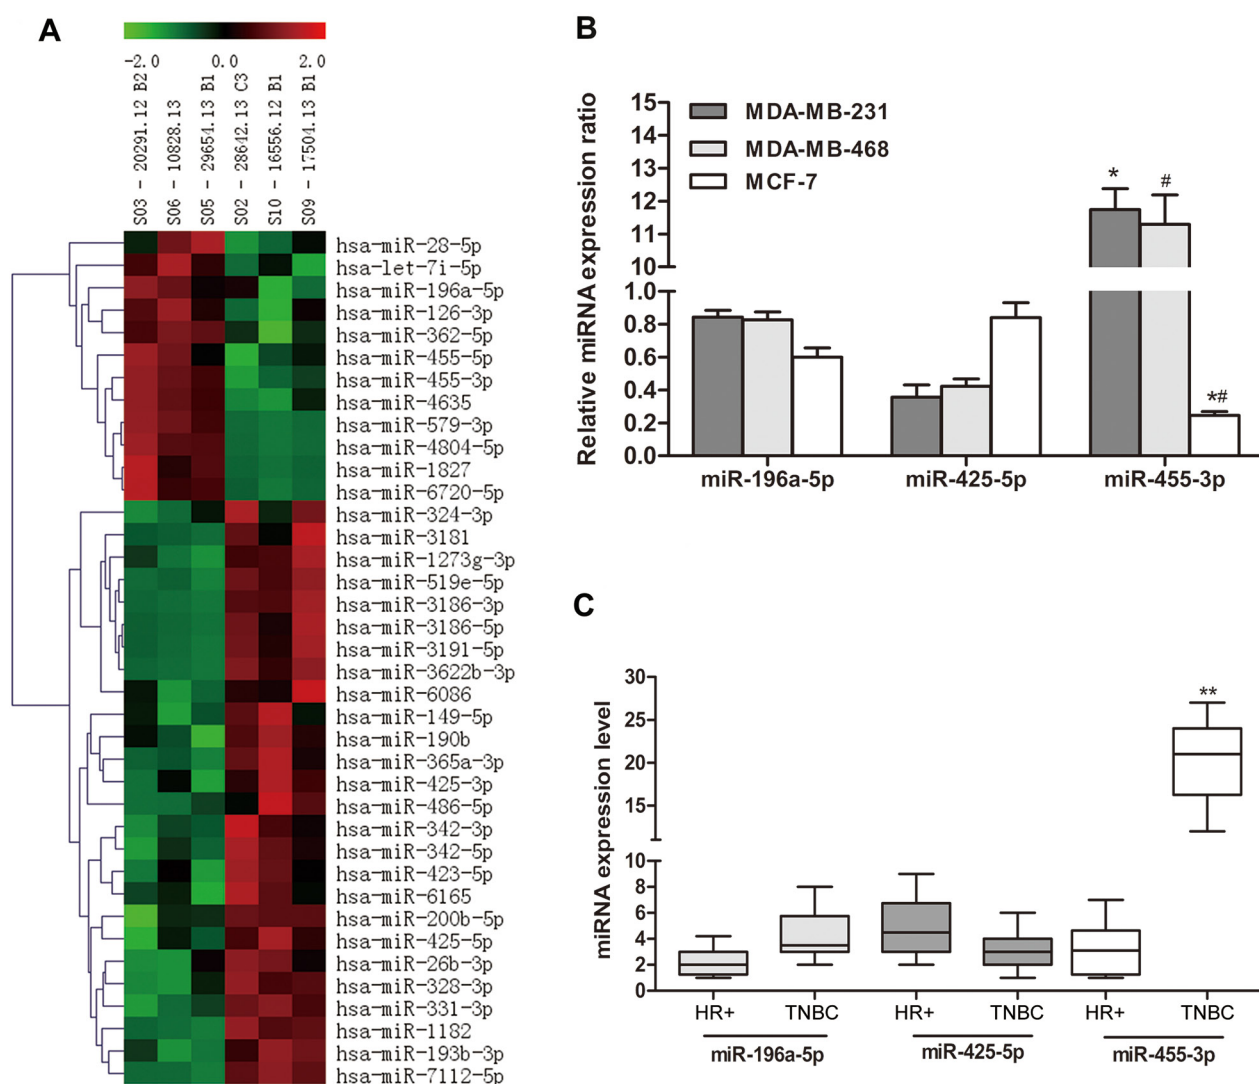 A
-2.0 0.0 2.0
S03 - 20291.12 B2
S06 - 10828.13
S05 - 29654.13 B1
S02 - 28642.13 C3
S10 - 16556.12 B1
S09 - 17504.13 B1
hsa-miR-28-5p
hsa-let-7i-5p
hsa-miR-196a-5p
hsa-miR-126-3p
hsa-miR-362-5p
hsa-miR-455-5p
hsa-miR-455-3p
hsa-miR-4635
hsa-miR-579-3p
hsa-miR-4804-5p
hsa-miR-1827
hsa-miR-6720-5p
hsa-miR-324-3p
hsa-miR-3181
hsa-miR-1273g-3p
hsa-miR-519e-5p
hsa-miR-3186-3p
hsa-miR-3186-5p
hsa-miR-3191-5p
hsa-miR-3622b-3p
hsa-miR-6086
hsa-miR-149-5p
hsa-miR-190b
hsa-miR-365a-3p
hsa-miR-425-3p
hsa-miR-486-5p
hsa-miR-342-3p
hsa-miR-342-5p
hsa-miR-423-5p
hsa-miR-6165
hsa-miR-200b-5p
hsa-miR-425-5p
hsa-miR-26b-3p
hsa-miR-328-3p
hsa-miR-331-3p
hsa-miR-1182
hsa-miR-193b-3p
hsa-miR-7112-5p
B
Relative miRNA expression ratio
15
14
13
12
11
10
1.0
0.8
0.6
0.4
0.2
0.0
MDA-MB-231
MDA-MB-468
MCF-7
*
#
*#
miR-196a-5p miR-425-5p miR-455-3p
C
miRNA expression level
30
25
20
15
10
8
6
4
2
0
**
HR+ TNBC HR+ TNBC HR+ TNBC
miR-196a-5p miR-425-5p miR-455-3p